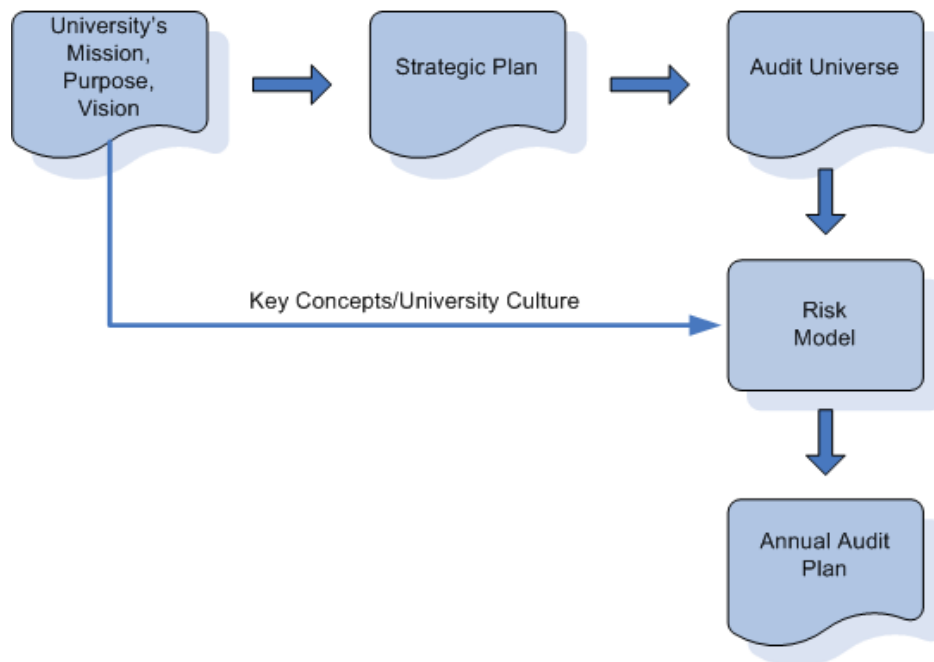 University's
Mission,
Purpose,
Vision
Strategic Plan
Audit Universe
Key Concepts/University Culture
Risk
Model
Annual Audit
Plan